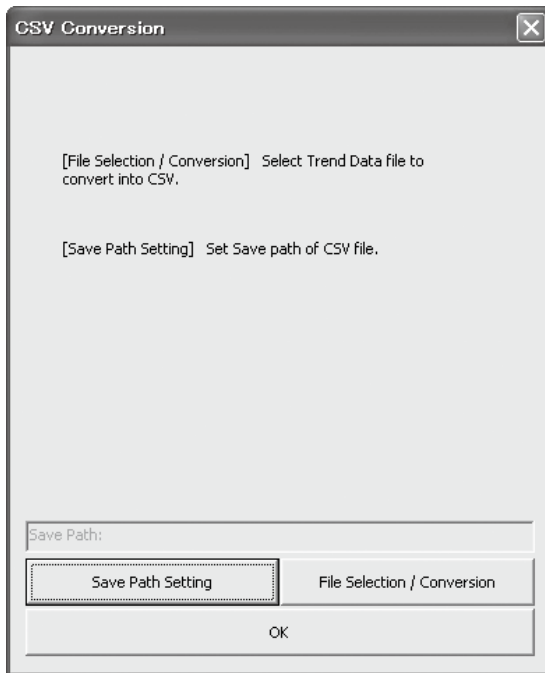 CSV Conversion
[File Selection / Conversion] Select Trend Data file to
convert into CSV.
[Save Path Setting] Set Save path of CSV file.
Save Path:
Save Path Setting
File Selection / Conversion
OK